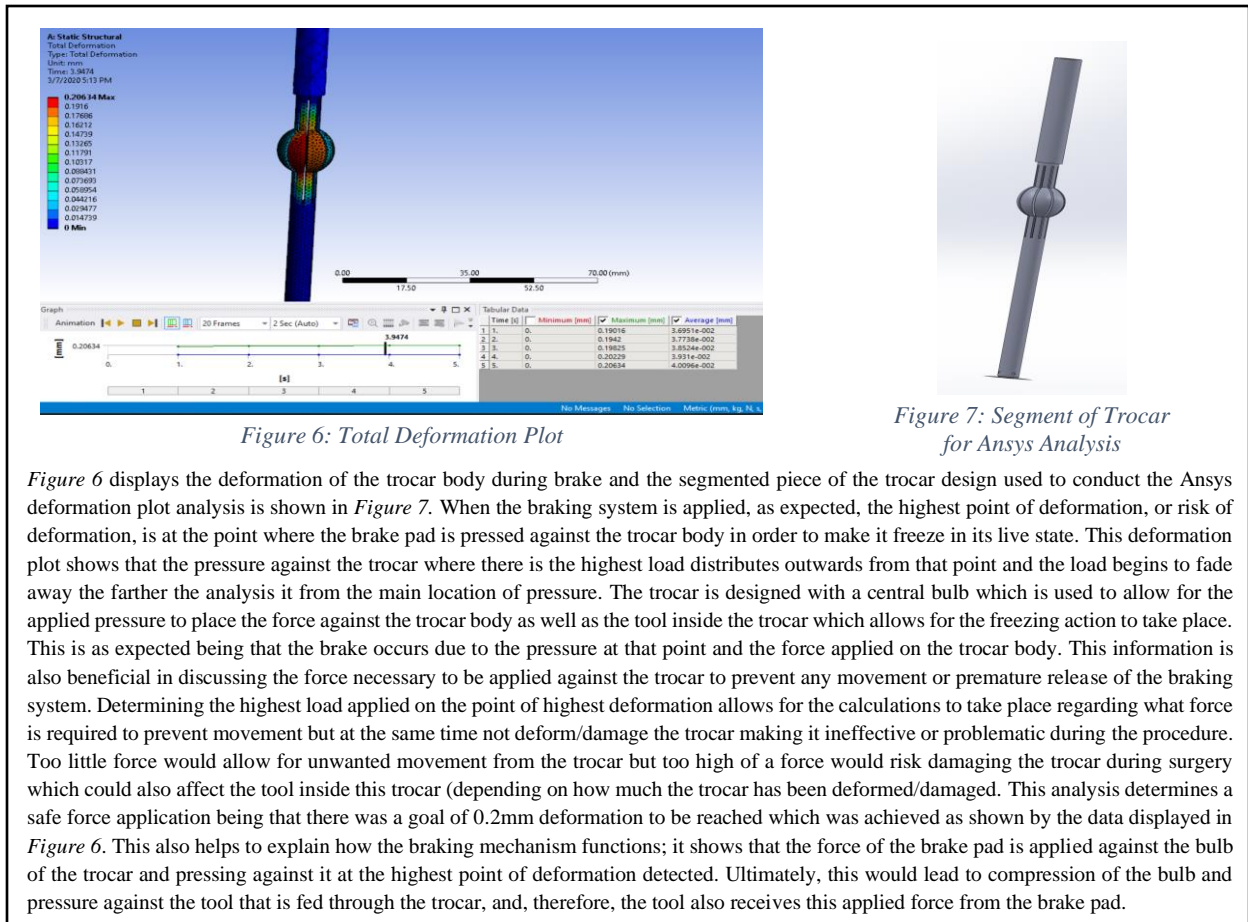 A: Static Structural
Total Deformation
Type: Total Deformation
Unit: mm
Time: 3.9474
3/7/2020 5:13 PM
0.20634 Max
0.1916
0.17686
0.16212
0.14739
0.13265
0.11791
0.10317
0.088431
0.073693
0.058954
0.044216
0.029477
0.014739
0 Min
0.00 35.00 70.00 (mm)
17.50 52.50
Graph
Animation 20 Frames 2 Sec (Auto)
3.9474
[mm]
0.20634
0. 1. 2. 3. 4. 5.
[s]
1 2 3 4 5
Tabular Data
Time [s] Minimum [mm] Maximum [mm] Average [mm]
1 1. 0. 0.19016 3.6951e-002
2 2. 0. 0.1942 3.7738e-002
3 3. 0. 0.19825 3.8524e-002
4 4. 0. 0.20229 3.931e-002
5 5. 0. 0.20634 4.0096e-002
No Messages No Selection Metric (mm, kg, N, s,
Figure 6: Total Deformation Plot
Figure 7: Segment of Trocar
for Ansys Analysis
Figure 6 displays the deformation of the trocar body during brake and the segmented piece of the trocar design used to conduct the Ansys
deformation plot analysis is shown in Figure 7. When the braking system is applied, as expected, the highest point of deformation, or risk of
deformation, is at the point where the brake pad is pressed against the trocar body in order to make it freeze in its live state. This deformation
plot shows that the pressure against the trocar where there is the highest load distributes outwards from that point and the load begins to fade
away the farther the analysis it from the main location of pressure. The trocar is designed with a central bulb which is used to allow for the
applied pressure to place the force against the trocar body as well as the tool inside the trocar which allows for the freezing action to take place.
This is as expected being that the brake occurs due to the pressure at that point and the force applied on the trocar body. This information is
also beneficial in discussing the force necessary to be applied against the trocar to prevent any movement or premature release of the braking
system. Determining the highest load applied on the point of highest deformation allows for the calculations to take place regarding what force
is required to prevent movement but at the same time not deform/damage the trocar making it ineffective or problematic during the procedure.
Too little force would allow for unwanted movement from the trocar but too high of a force would risk damaging the trocar during surgery
which could also affect the tool inside this trocar (depending on how much the trocar has been deformed/damaged. This analysis determines a
safe force application being that there was a goal of 0.2mm deformation to be reached which was achieved as shown by the data displayed in
Figure 6. This also helps to explain how the braking mechanism functions; it shows that the force of the brake pad is applied against the bulb
of the trocar and pressing against it at the highest point of deformation detected. Ultimately, this would lead to compression of the bulb and
pressure against the tool that is fed through the trocar, and, therefore, the tool also receives this applied force from the brake pad.